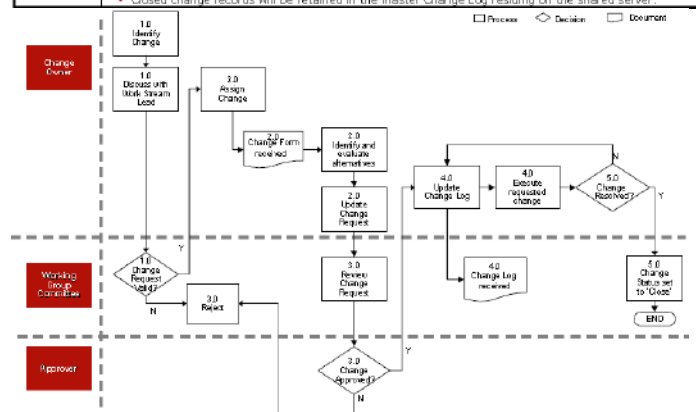 Closed change records will be retained in the master Change Log residing on the shared server.
Process
Decision
Document
Change
Owner
1.0
Identify
Change
1.0
Discuss with
Work Stream
Lead
2.0
Assign
Change
2.0
Change Form
received
2.0
Identify and
evaluate
alternatives
2.0
Update
Change
Request
4.0
Update
Change Log
4.0
Execute
requested
change
5.0
Change
Resolved?
N
Y
Y
Working
Group
Committee
1.0
Change
Request
Valid?
N
3.0
Reject
3.0
Review
Change
Request
4.0
Change Log
received
5.0
Change
Status set
to 'Close'
END
Approver
3.0
Change
Approved?
Y
N